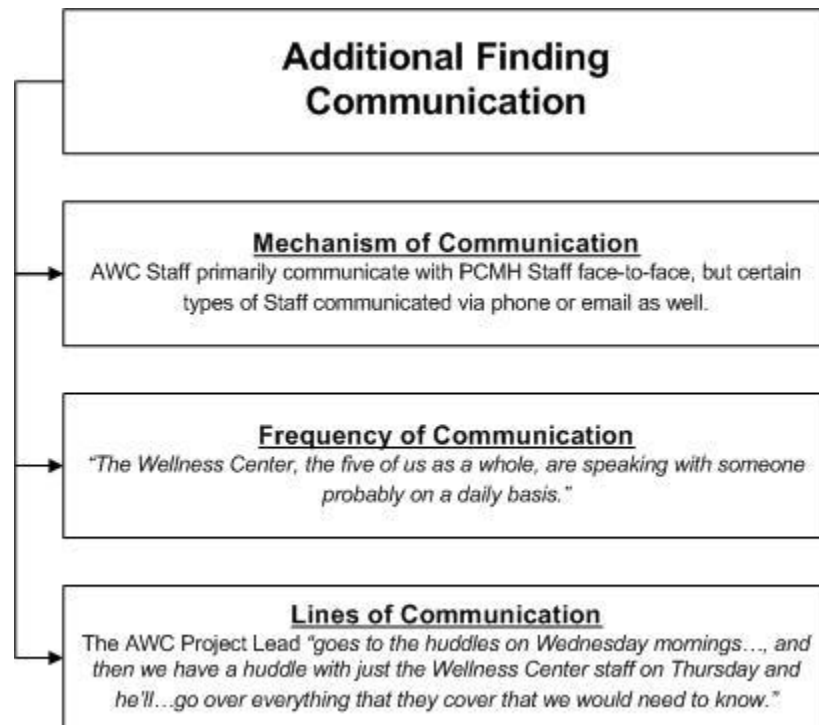 Additional Finding
Communication
Mechanism of Communication
AWC Staff primarily communicate with PCMH Staff face-to-face, but certain
types of Staff communicated via phone or email as well.
Frequency of Communication
“The Wellness Center, the five of us as a whole, are speaking with someone
probably on a daily basis.”
Lines of Communication
The AWC Project Lead “goes to the huddles on Wednesday mornings…, and
then we have a huddle with just the Wellness Center staff on Thursday and
he’ll…go over everything that they cover that we would need to know.”